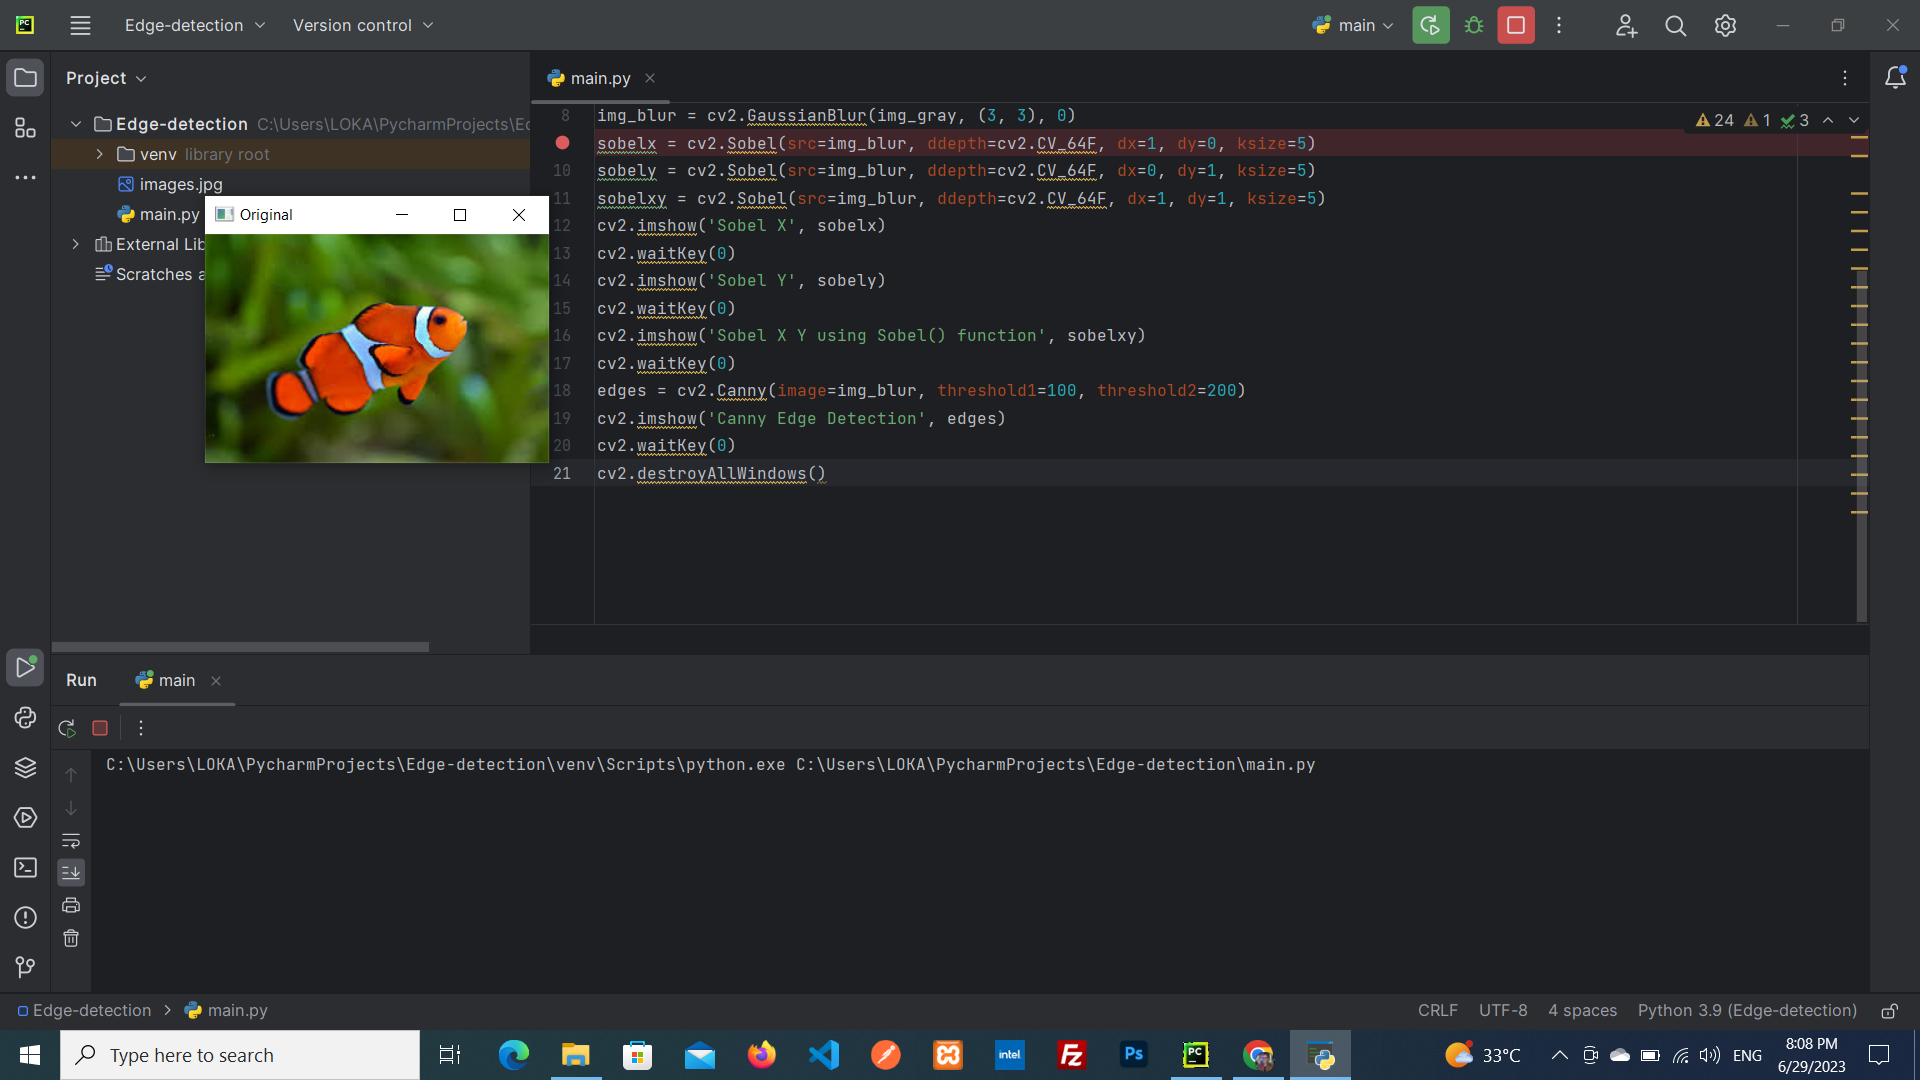 Edge-detection
Version control
main
Project
main.py
Edge-detection C:\Users\LOKA\PycharmProjects\
venv library root
images.jpg
main.py
External
Scratches
Original
8 img_blur = cv2.GaussianBlur(img_gray, (3, 3), 0)
sobelx = cv2.Sobel(src=img_blur, ddepth=cv2.CV_64F, dx=1, dy=0, ksize=5)
10 sobely = cv2.Sobel(src=img_blur, ddepth=cv2.CV_64F, dx=0, dy=1, ksize=5)
11 sobelxy = cv2.Sobel(src=img_blur, ddepth=cv2.CV_64F, dx=1, dy=1, ksize=5)
12 cv2.imshow('Sobel X', sobelx)
13 cv2.waitKey(0)
14 cv2.imshow('Sobel Y', sobely)
15 cv2.waitKey(0)
16 cv2.imshow('Sobel X Y using Sobel() function', sobelxy)
17 cv2.waitKey(0)
18 edges = cv2.Canny(image=img_blur, threshold1=100, threshold2=200)
19 cv2.imshow('Canny Edge Detection', edges)
20 cv2.waitKey(0)
21 cv2.destroyAllWindows()
24 1 3
Run
main
C:\Users\LOKA\PycharmProjects\Edge-detection\venv\Scripts\python.exe C:\Users\LOKA\PycharmProjects\Edge-detection\main.py
Edge-detection > main.py
CRLF UTF-8 4 spaces Python 3.9 (Edge-detection)
Type here to search
intel
Fz
Ps
PC
33°C
ENG
8:08 PM
6/29/2023